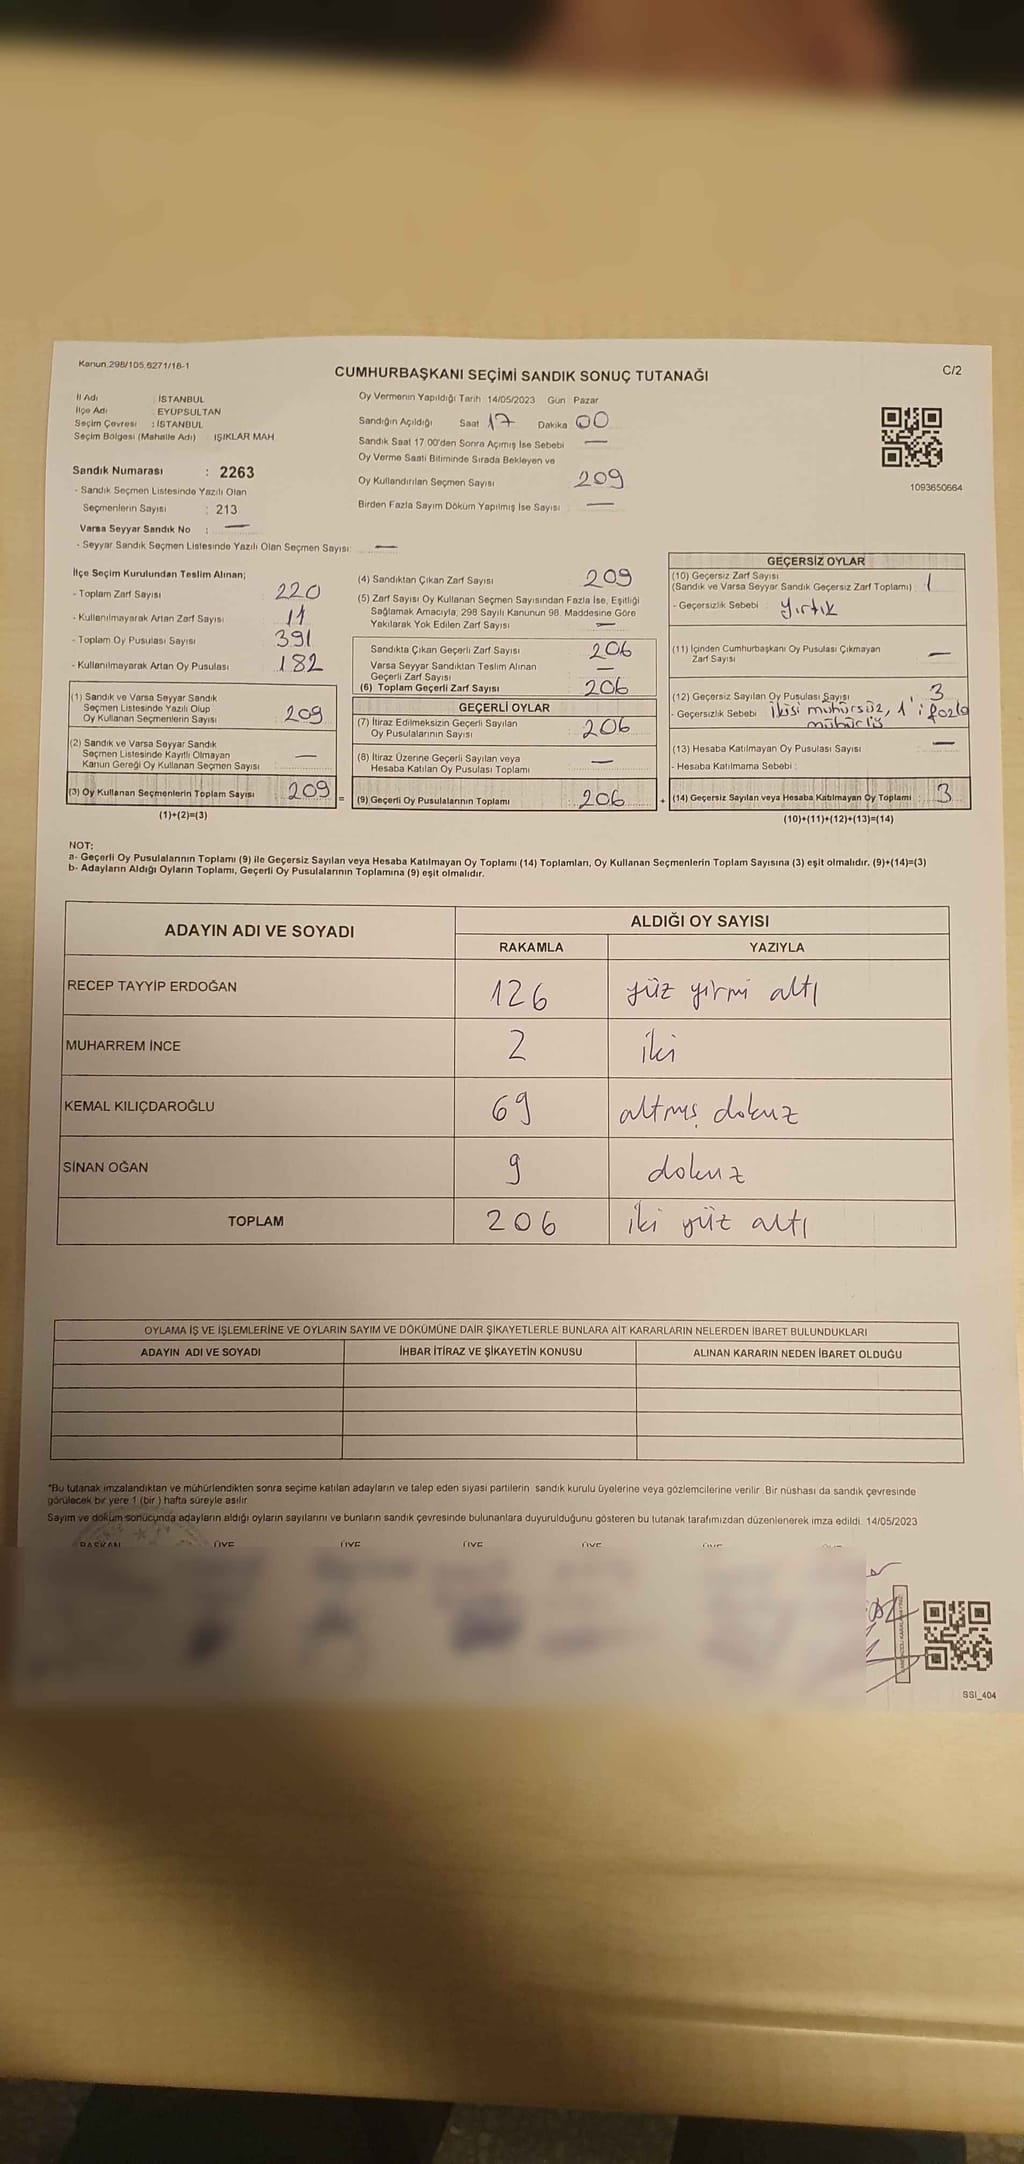 Kanun.298/105,6271/16-1
C/2
CUMHURBAŞKANI SEÇİMİ SANDIK SONUÇ TUTANAĞI
İl Adı : İSTANBUL
İlçe Adı : EYÜPSULTAN
Seçim Çevresi : İSTANBUL
Seçim Bölgesi (Mahalle Adı) : IŞIKLAR MAH.
Sandık Numarası : 2263
- Sandık Seçmen Listesinde Yazılı Olan
Seçmenlerin Sayısı : 213
Varsa Seyyar Sandık No : —
- Seyyar Sandık Seçmen Listesinde Yazılı Olan Seçmen Sayısı: —
Oy Vermenin Yapıldığı Tarih 14/05/2023 Gün Pazar
Sandığın Açıldığı Saat 17 Dakika 00
Sandık Saat 17.00'den Sonra Açılmış İse Sebebi —
Oy Verme Saati Bitiminde Sırada Bekleyen ve
Oy Kullandırılan Seçmen Sayısı 209
Birden Fazla Sayım Döküm Yapılmış İse Sayısı —
1093650664
İlçe Seçim Kurulundan Teslim Alınan;
- Toplam Zarf Sayısı 220
- Kullanılmayarak Artan Zarf Sayısı 11
- Toplam Oy Pusulası Sayısı 391
- Kullanılmayarak Artan Oy Pusulası 182
(1) Sandık ve Varsa Seyyar Sandık
Seçmen Listesinde Yazılı Olup
Oy Kullanan Seçmenlerin Sayısı 209
(2) Sandık ve Varsa Seyyar Sandık
Seçmen Listesinde Kayıtlı Olmayan
Kanun Gereği Oy Kullanan Seçmen Sayısı —
(3) Oy Kullanan Seçmenlerin Toplam Sayısı 209
(1)+(2)=(3)
=
(4) Sandıktan Çıkan Zarf Sayısı 209
(5) Zarf Sayısı Oy Kullanan Seçmen Sayısından Fazla İse, Eşitliği
Sağlamak Amacıyla; 298 Sayılı Kanunun 98. Maddesine Göre
Yakılarak Yok Edilen Zarf Sayısı —
Sandıkta Çıkan Geçerli Zarf Sayısı 206
Varsa Seyyar Sandıktan Teslim Alınan
Geçerli Zarf Sayısı —
(6) Toplam Geçerli Zarf Sayısı 206
GEÇERLİ OYLAR
(7) İtiraz Edilmeksizin Geçerli Sayılan
Oy Pusulalarının Sayısı 206
(8) İtiraz Üzerine Geçerli Sayılan veya
Hesaba Katılan Oy Pusulası Toplamı —
(9) Geçerli Oy Pusulalarının Toplamı 206
+
GEÇERSİZ OYLAR
(10) Geçersiz Zarf Sayısı
(Sandık ve Varsa Seyyar Sandık Geçersiz Zarf Toplamı) : 1
- Geçersizlik Sebebi : yırtık
(11) İçinden Cumhurbaşkanı Oy Pusulası Çıkmayan
Zarf Sayısı —
(12) Geçersiz Sayılan Oy Pusulası Sayısı 3
- Geçersizlik Sebebi ikisi mühürsüz, 1'i fazla
mühürlü
(13) Hesaba Katılmayan Oy Pusulası Sayısı —
- Hesaba Katılmama Sebebi :
(14) Geçersiz Sayılan veya Hesaba Katılmayan Oy Toplamı 3
(10)+(11)+(12)+(13)=(14)
NOT:
a- Geçerli Oy Pusulalarının Toplamı (9) ile Geçersiz Sayılan veya Hesaba Katılmayan Oy Toplamı (14) Toplamları, Oy Kullanan Seçmenlerin Toplam Sayısına (3) eşit olmalıdır. (9)+(14)=(3)
b- Adayların Aldığı Oyların Toplamı, Geçerli Oy Pusulalarının Toplamına (9) eşit olmalıdır.
ADAYIN ADI VE SOYADI
ALDIĞI OY SAYISI
RAKAMLA YAZIYLA
RECEP TAYYİP ERDOĞAN 126 yüz yirmi altı
MUHARREM İNCE 2 iki
KEMAL KILIÇDAROĞLU 69 altmış dokuz
SİNAN OĞAN 9 dokuz
TOPLAM 206 iki yüz altı
OYLAMA İŞ VE İŞLEMLERİNE VE OYLARIN SAYIM VE DÖKÜMÜNE DAİR ŞİKAYETLERLE BUNLARA AİT KARARLARIN NELERDEN İBARET BULUNDUKLARI
ADAYIN ADI VE SOYADI İHBAR İTİRAZ VE ŞİKAYETİN KONUSU ALINAN KARARIN NEDEN İBARET OLDUĞU
*Bu tutanak imzalandıktan ve mühürlendikten sonra seçime katılan adayların ve talep eden siyasi partilerin sandık kurulu üyelerine veya gözlemcilerine verilir. Bir nüshası da sandık çevresinde
görülecek bir yere 1 (bir) hafta süreyle asılır.
Sayım ve döküm sonucunda adayların aldığı oyların sayılarını ve bunların sandık çevresinde bulunanlara duyurulduğunu gösteren bu tutanak tarafımızdan düzenlenerek imza edildi. 14/05/2023
BAŞKAN ÜYE ÜYE ÜYE ÜYE ÜYE
SSI_404